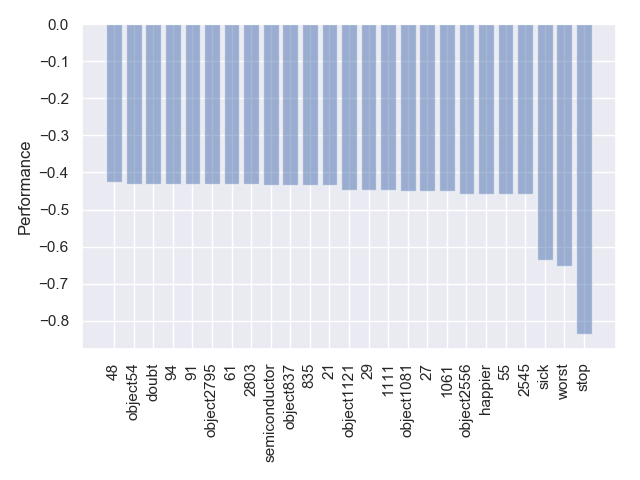 0.0
−0.1
−0.2
−0.3
−0.4
−0.5
−0.6
−0.7
−0.8
Performance
48
object54
doubt
94
91
object2795
61
2803
semiconductor
object837
835
21
object1121
29
1111
object1081
27
1061
object2556
happier
55
2545
sick
worst
stop